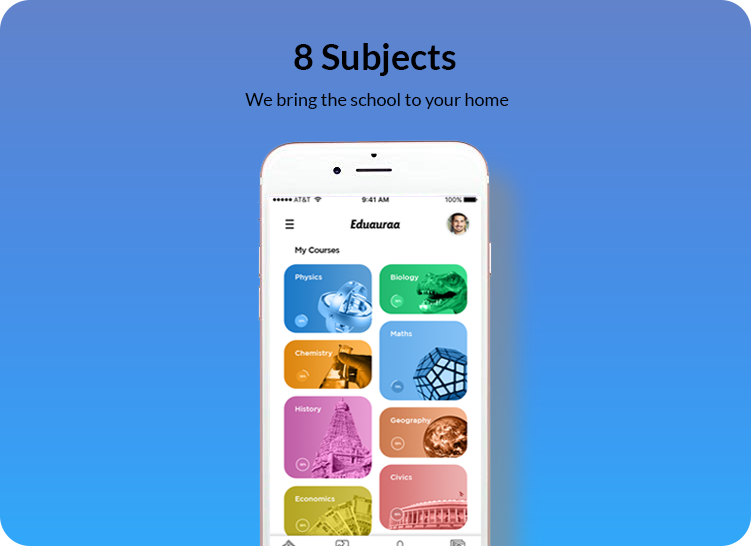 8 Subjects
We bring the school to your home
AT&T 9:41 AM 100%
Eduauraa
My Courses
Physics
Biology
Maths
Chemistry
History
Geography
Civics
Economics